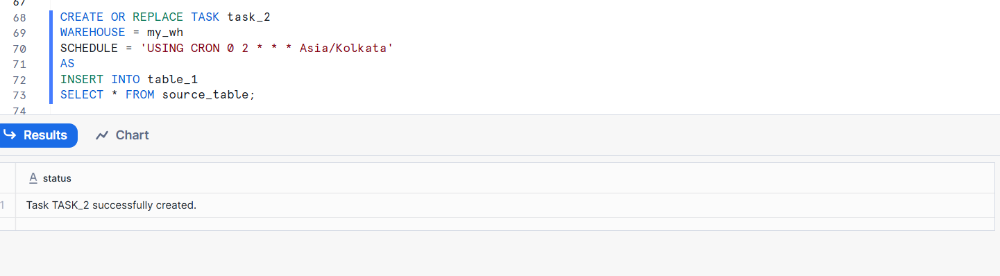 67
68 CREATE OR REPLACE TASK task_2
69 WAREHOUSE = my_wh
70 SCHEDULE = 'USING CRON 0 2 * * * Asia/Kolkata'
71 AS
72 INSERT INTO table_1
73 SELECT * FROM source_table;
74
Results Chart
A status
1 Task TASK_2 successfully created.